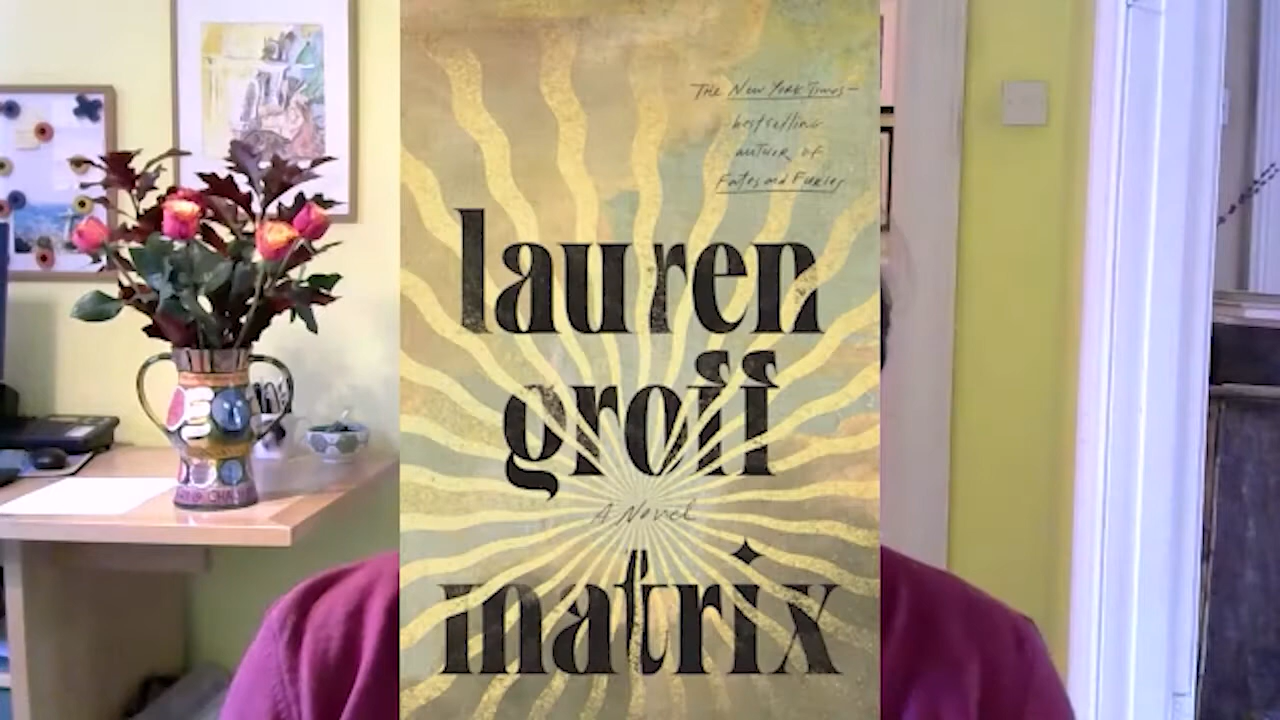 The New York Times–
bestselling
author of
Fates and Furies
lauren
groff
A Novel
matrix